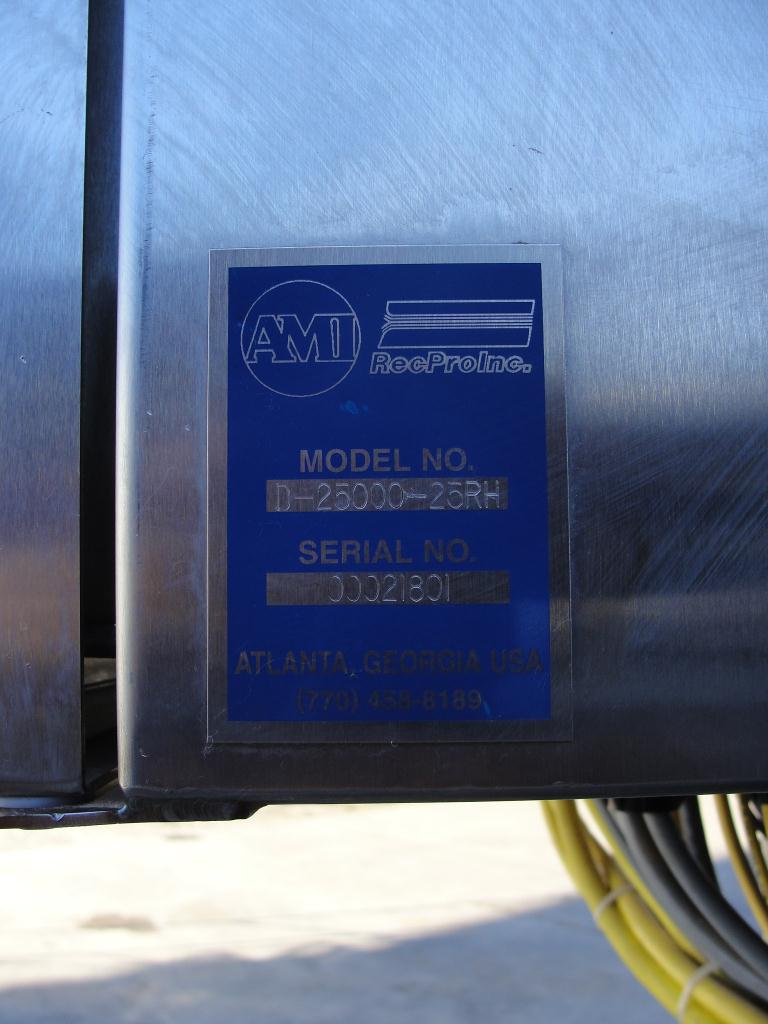 AMI
RecProInc.
MODEL NO.
D-25000-25RH
SERIAL NO.
00021801
ATLANTA, GEORGIA USA
(770) 458-8189